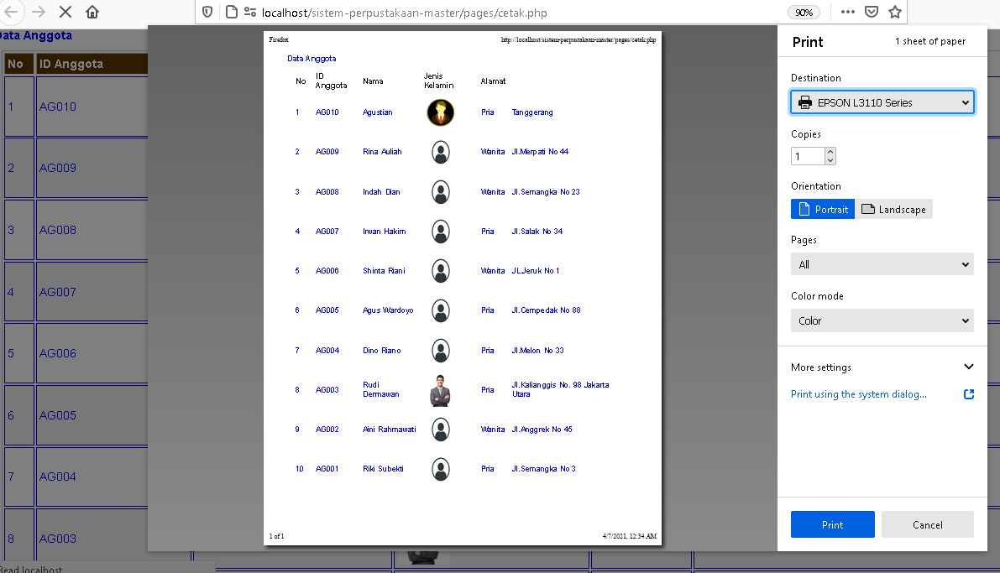 localhost/sistem-perpustakaan-master/pages/cetak.php
90%
Data Anggota
No ID Anggota
1 AG010
2 AG009
3 AG008
4 AG007
5 AG006
6 AG005
7 AG004
8 AG003
Read localhost
Firefox http://localhost/sistem-perpustakaan-master/pages/cetak.php
Data Anggota
No ID Anggota Nama Jenis Kelamin Alamat
1 AG010 Agustian Pria Tanggerang
2 AG009 Rina Auliah Wanita Jl.Merpati No 44
3 AG008 Indah Dian Wanita Jl.Semangka No 23
4 AG007 Irwan Hakim Pria Jl.Salak No 34
5 AG006 Shinta Riani Wanita JL.Jeruk No 1
6 AG005 Agus Wardoyo Pria Jl.Cempedak No 88
7 AG004 Dino Riano Pria Jl.Melon No 33
8 AG003 Rudi Dermawan Pria Jl.Kalianggis No. 98 Jakarta Utara
9 AG002 Aini Rahmawati Wanita Jl.Anggrek No 45
10 AG001 Riki Subekti Pria Jl.Semangka No 3
1 of 1 4/7/2021, 12:34 AM
Print 1 sheet of paper
Destination
EPSON L3110 Series
Copies
1
Orientation
Portrait Landscape
Pages
All
Color mode
Color
More settings
Print using the system dialog...
Print Cancel